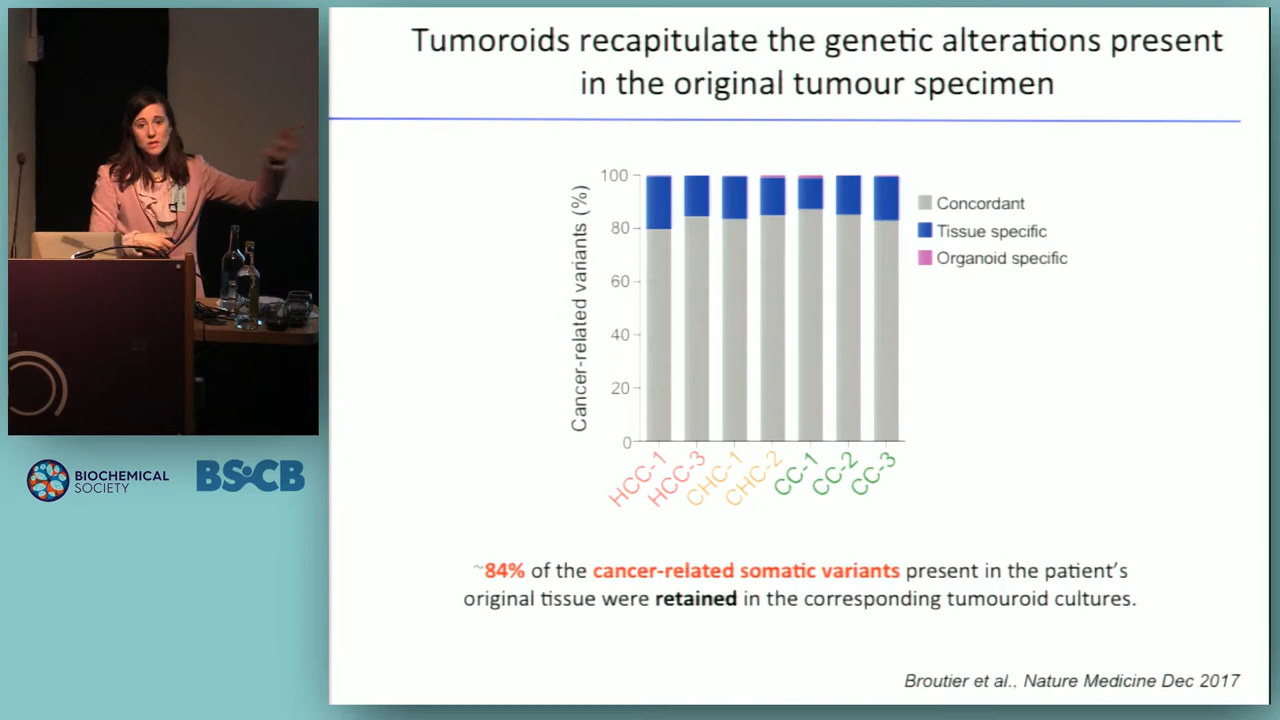 Tumoroids recapitulate the genetic alterations present
in the original tumour specimen
Cancer-related variants (%)
100
80
60
40
20
0
HCC-1
HCC-3
CHC-1
CHC-2
CC-1
CC-2
CC-3
Concordant
Tissue specific
Organoid specific
~84% of the cancer-related somatic variants present in the patient's
original tissue were retained in the corresponding tumouroid cultures.
Broutier et al.. Nature Medicine Dec 2017
BIOCHEMICAL
SOCIETY
BSCB